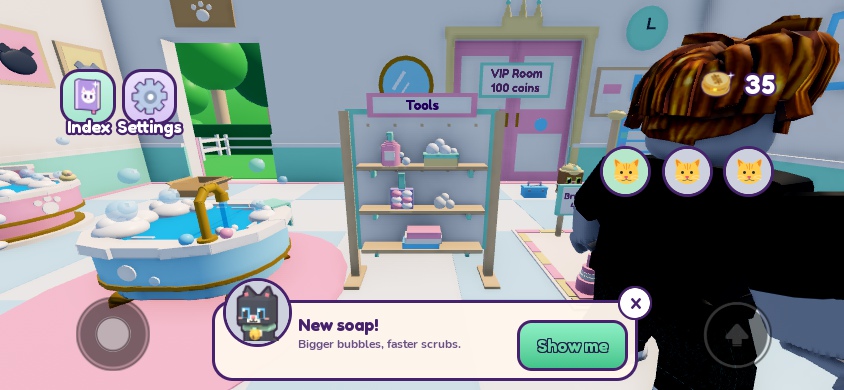 L
VIP Room
100 coins
35
Tools
Index
Settings
New soap!
Bigger bubbles, faster scrubs.
Show me